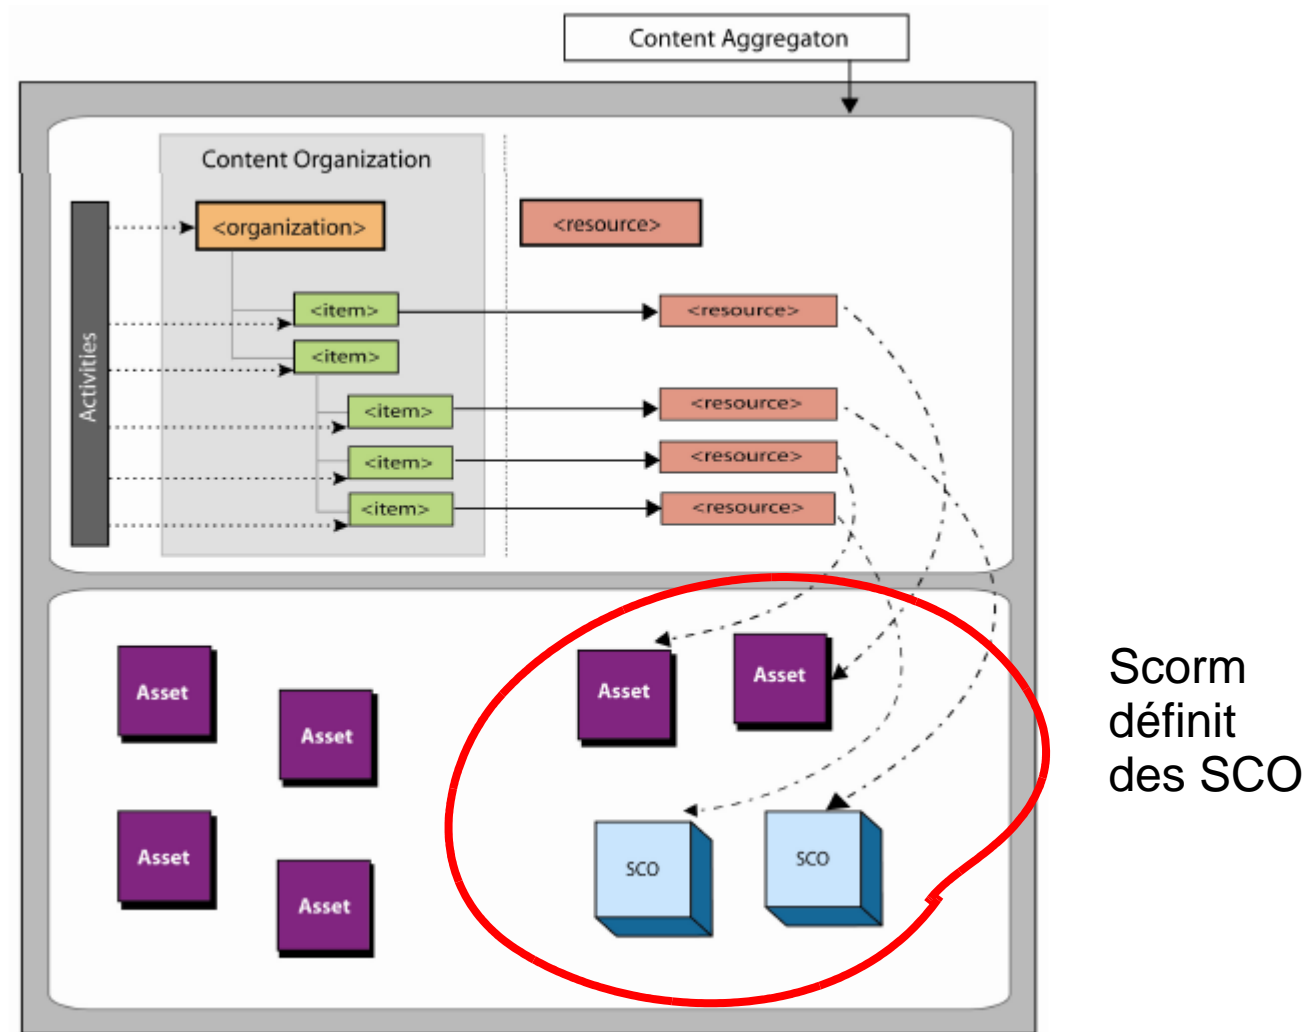 Content Aggregaton
Content Organization
Activities
<organization>
<resource>
<item>
<resource>
<item>
<item>
<resource>
<item>
<resource>
<item>
<resource>
Asset
Asset
Asset
Asset
Asset
Asset
Asset
Asset
SCO
SCO
Scorm
définit
des SCO